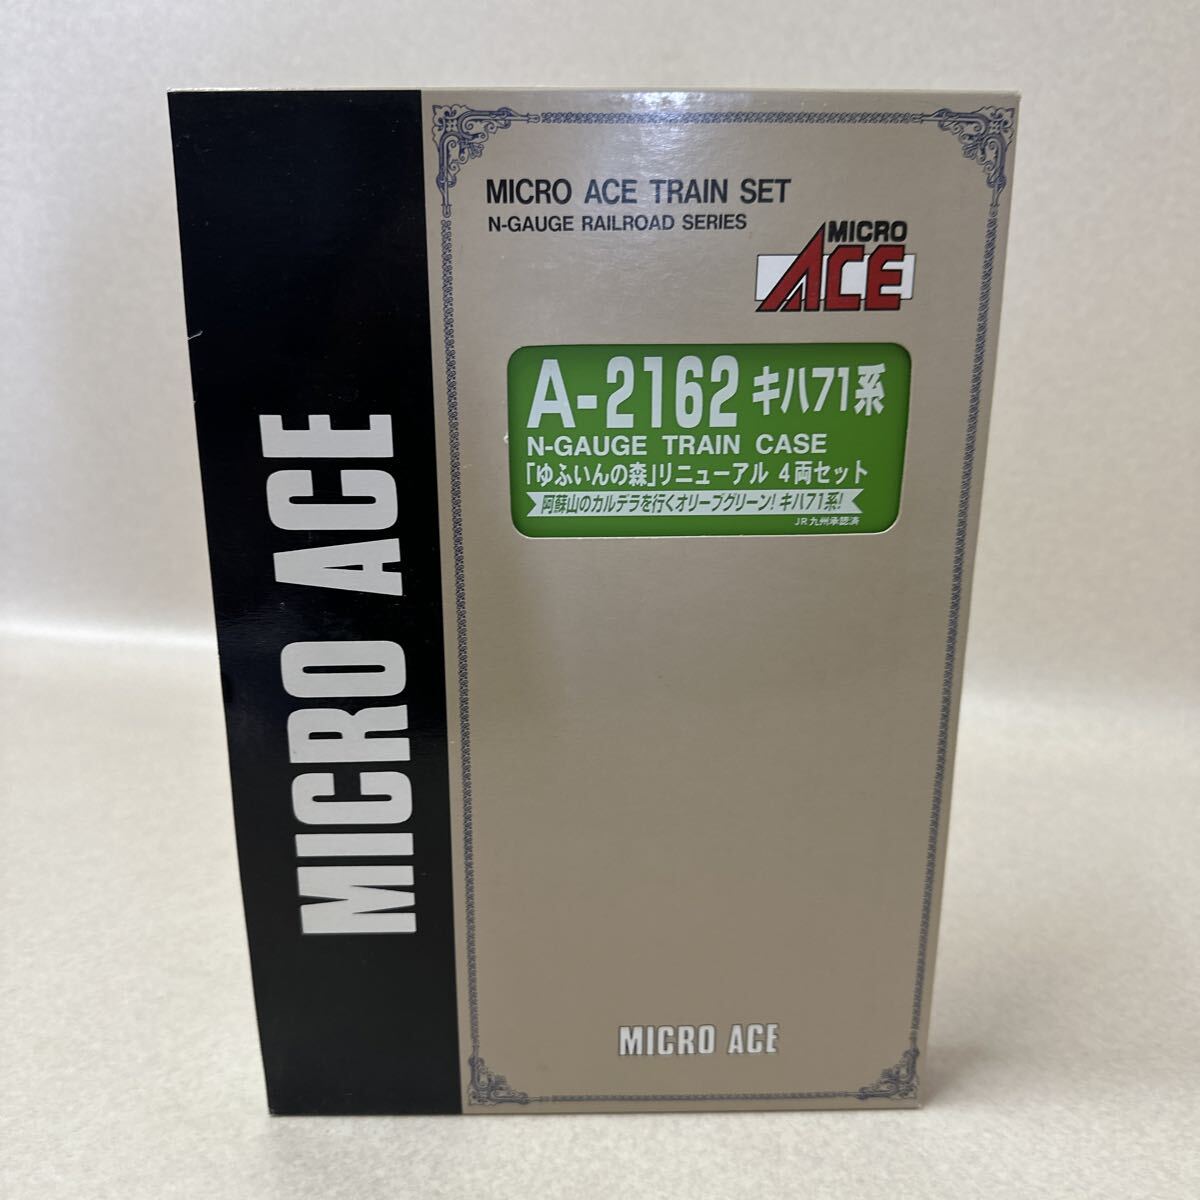 MICRO ACE
MICRO ACE TRAIN SET
N-GAUGE RAILROAD SERIES
MICRO
ACE
A-2162 キハ71系
N-GAUGE TRAIN CASE
「ゆふいんの森」リニューアル 4両セット
阿蘇山のカルデラを行くオリーブグリーン! キハ71系!
JR九州承認済
MICRO ACE